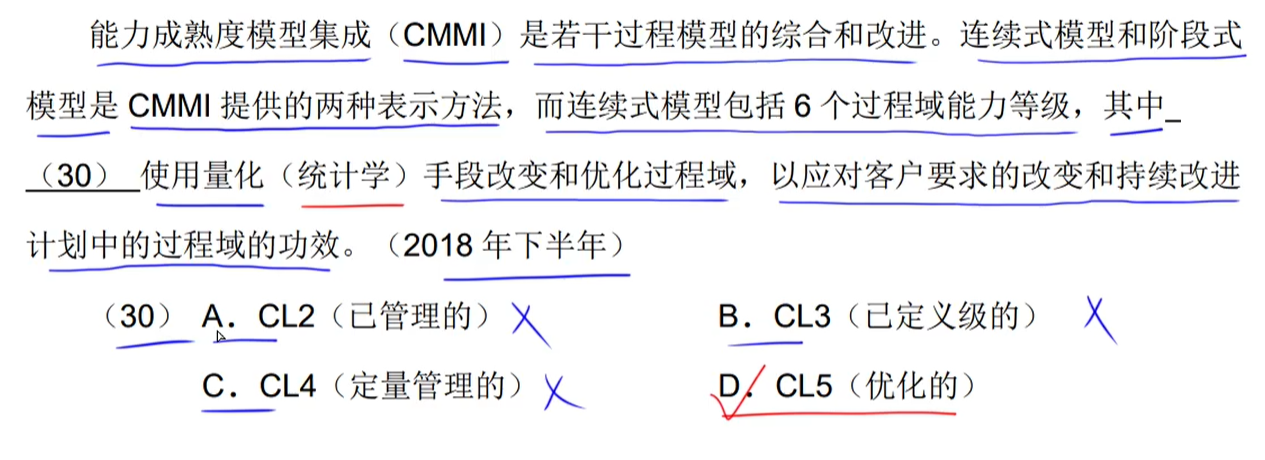 能力成熟度模型集成（CMMI）是若干过程模型的综合和改进。连续式模型和阶段式
模型是 CMMI 提供的两种表示方法，而连续式模型包括 6 个过程域能力等级，其中_
（30） 使用量化（统计学）手段改变和优化过程域，以应对客户要求的改变和持续改进
计划中的过程域的功效。（2018 年下半年）
（30） A．CL2（已管理的） B．CL3（已定义级的）
C．CL4（定量管理的） D．CL5（优化的）